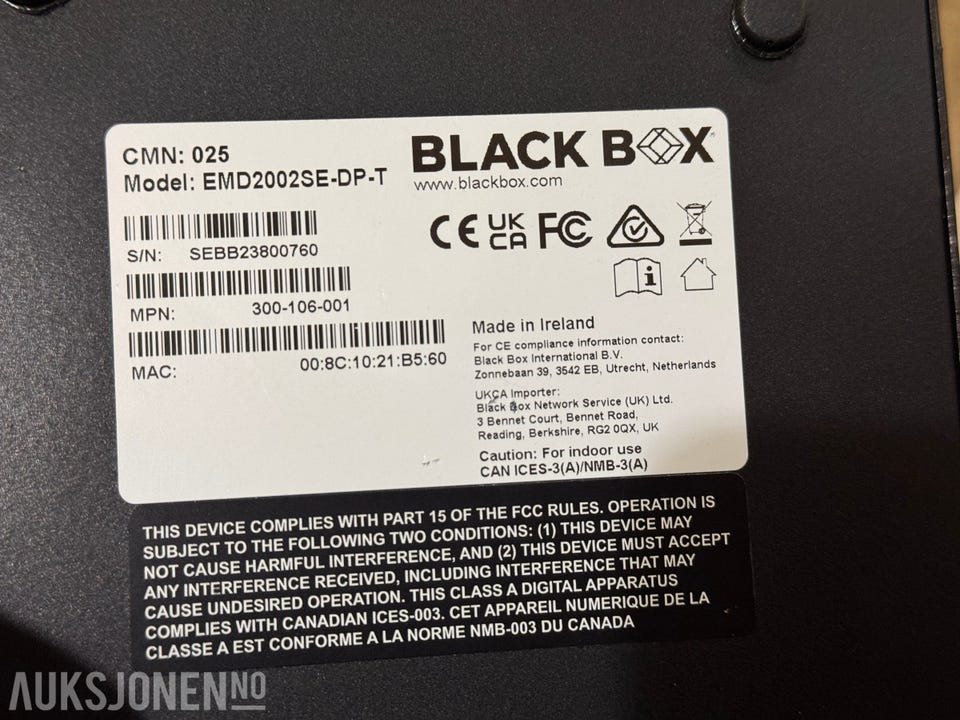 CMN: 025
Model: EMD2002SE-DP-T
BLACK BOX
www.blackbox.com
S/N: SEBB23800760
MPN: 300-106-001
MAC: 00:8C:10:21:B5:60
CE UK CA FC
i
Made in Ireland
For CE compliance information contact:
Black Box International B.V.
Zonnebaan 39, 3542 EB, Utrecht, Netherlands
UKCA Importer:
Black Box Network Service (UK) Ltd.
3 Bennet Court, Bennet Road,
Reading, Berkshire, RG2 0QX, UK
Caution: For indoor use
CAN ICES-3(A)/NMB-3(A)
THIS DEVICE COMPLIES WITH PART 15 OF THE FCC RULES. OPERATION IS
SUBJECT TO THE FOLLOWING TWO CONDITIONS: (1) THIS DEVICE MAY
NOT CAUSE HARMFUL INTERFERENCE, AND (2) THIS DEVICE MUST ACCEPT
ANY INTERFERENCE RECEIVED, INCLUDING INTERFERENCE THAT MAY
CAUSE UNDESIRED OPERATION. THIS CLASS A DIGITAL APPARATUS
COMPLIES WITH CANADIAN ICES-003. CET APPAREIL NUMERIQUE DE LA
CLASSE A EST CONFORME A LA NORME NMB-003 DU CANADA
AUKSJONEN NO